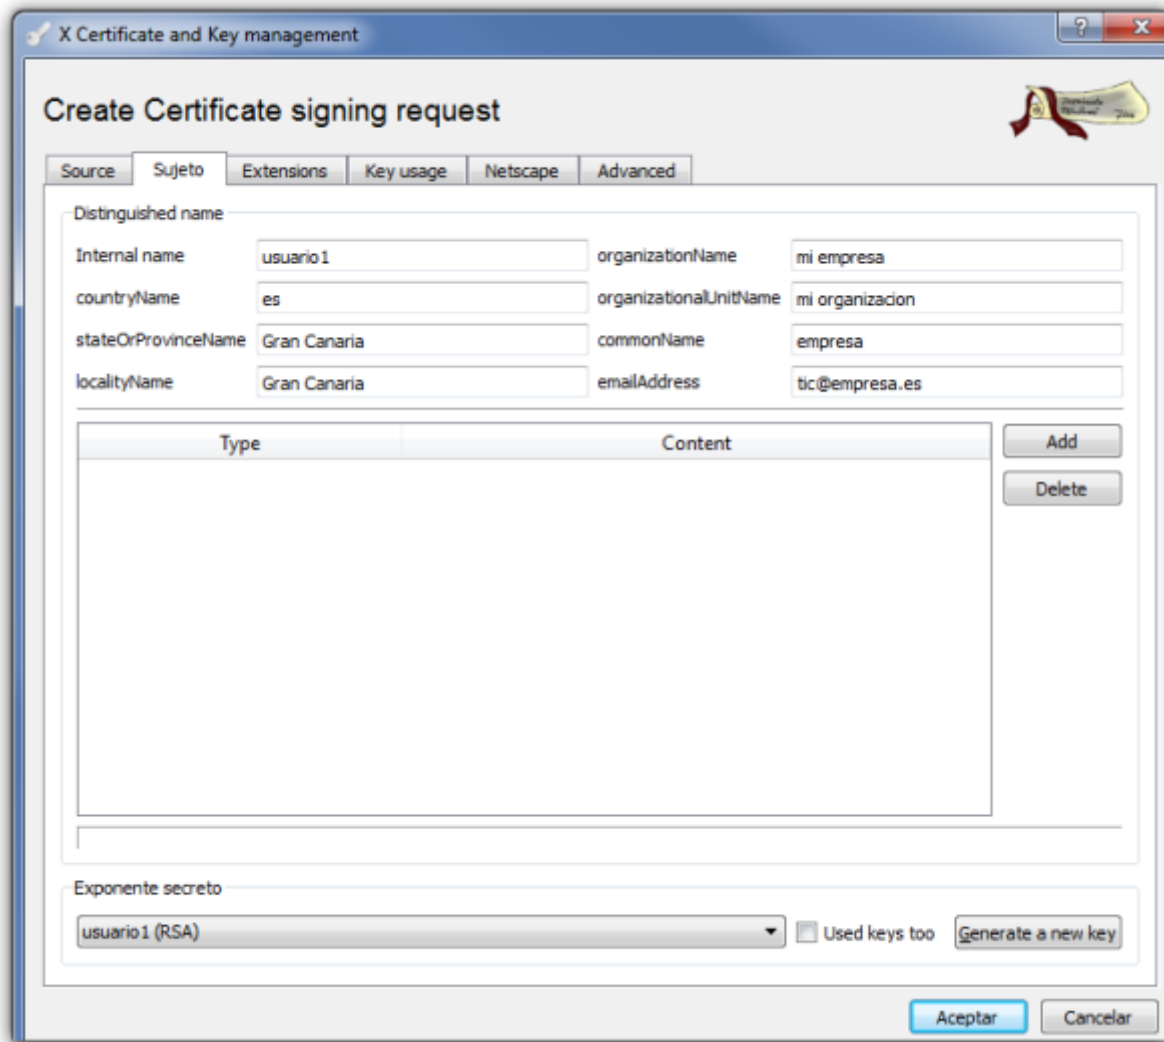 X Certificate and Key management
Create Certificate signing request
Source Sujeto Extensions Key usage Netscape Advanced
Distinguished name
Internal name usuario1 organizationName mi empresa
countryName es organizationalUnitName mi organizacion
stateOrProvinceName Gran Canaria commonName empresa
localityName Gran Canaria emailAddress tic@empresa.es
Type Content Add
Delete
Exponente secreto
usuario1 (RSA) Used keys too Generate a new key
Aceptar Cancelar